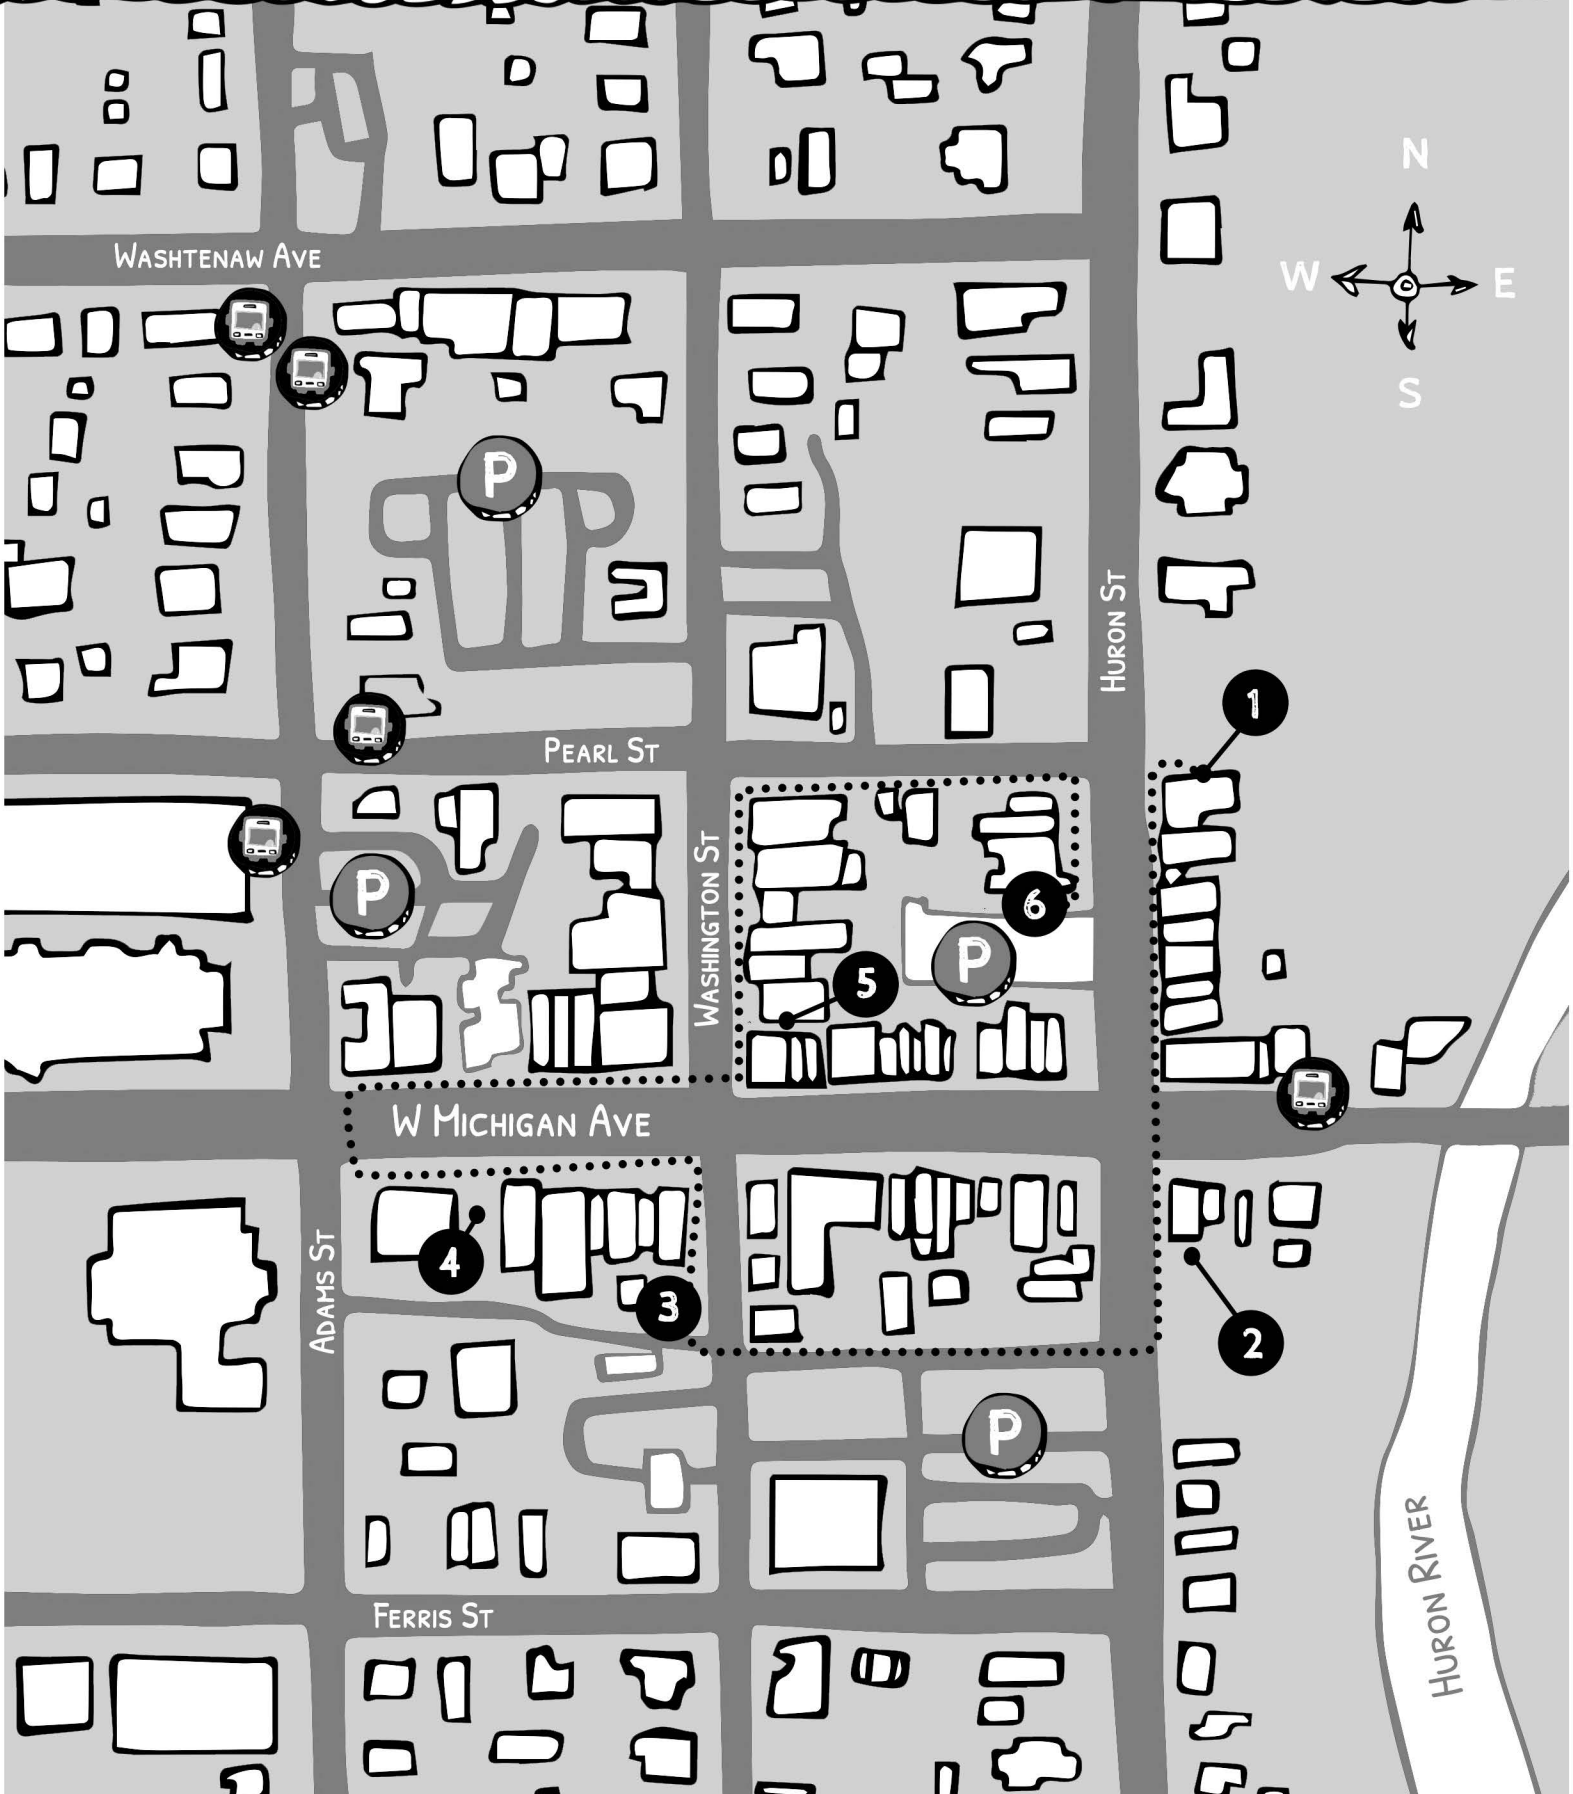 N
WASHTENAW AVE
W
E
S
P
HURON ST
1
PEARL ST
WASHINGTON ST
P
6
P
5
W MICHIGAN AVE
ADAMS ST
4
3
2
P
HURON RIVER
FERRIS ST